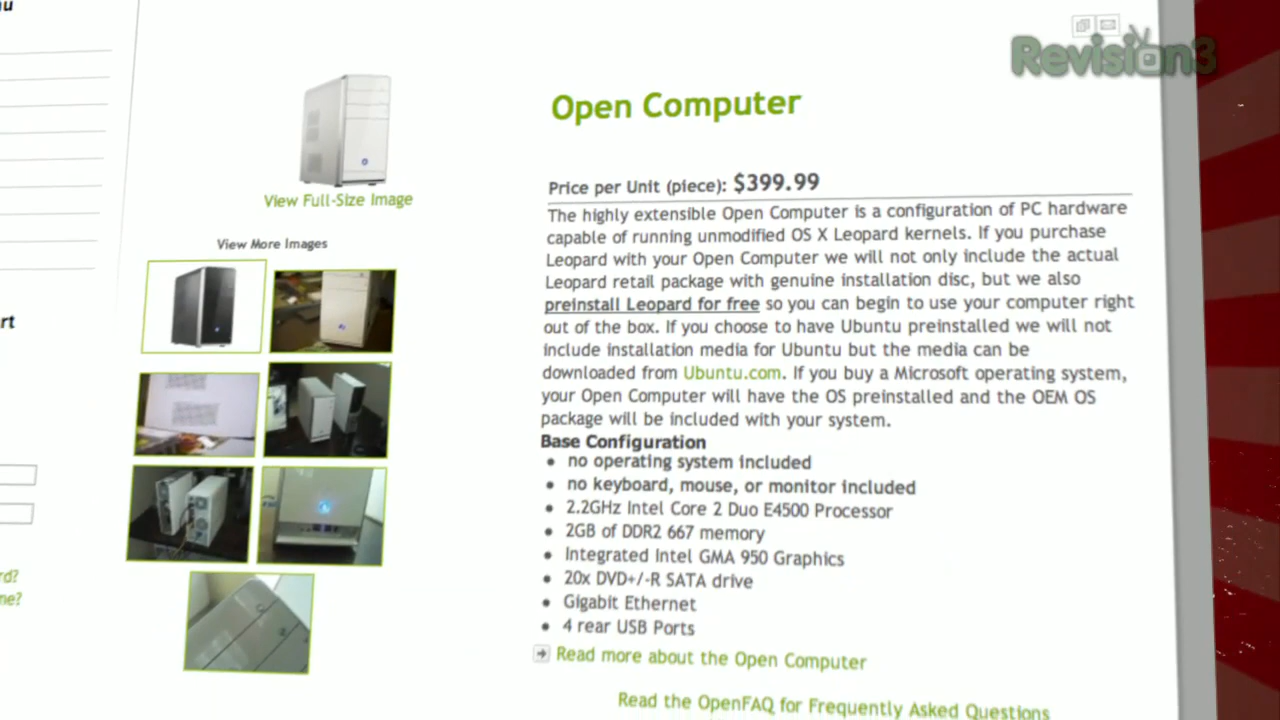 Revision3
Open Computer
Price per Unit (piece): $399.99
View Full-Size Image
The highly extensible Open Computer is a configuration of PC hardware
capable of running unmodified OS X Leopard kernels. If you purchase
Leopard with your Open Computer we will not only include the actual
Leopard retail package with genuine installation disc, but we also
preinstall Leopard for free so you can begin to use your computer right
out of the box. If you choose to have Ubuntu preinstalled we will not
include installation media for Ubuntu but the media can be
downloaded from Ubuntu.com. If you buy a Microsoft operating system,
your Open Computer will have the OS preinstalled and the OEM OS
package will be included with your system.
View More Images
Base Configuration
no operating system included
no keyboard, mouse, or monitor included
2.2GHz Intel Core 2 Duo E4500 Processor
2GB of DDR2 667 memory
Integrated Intel GMA 950 Graphics
20x DVD+/-R SATA drive
Gigabit Ethernet
4 rear USB Ports
Read more about the Open Computer
Read the OpenFAQ for Frequently Asked Questions
rt
rd?
me?